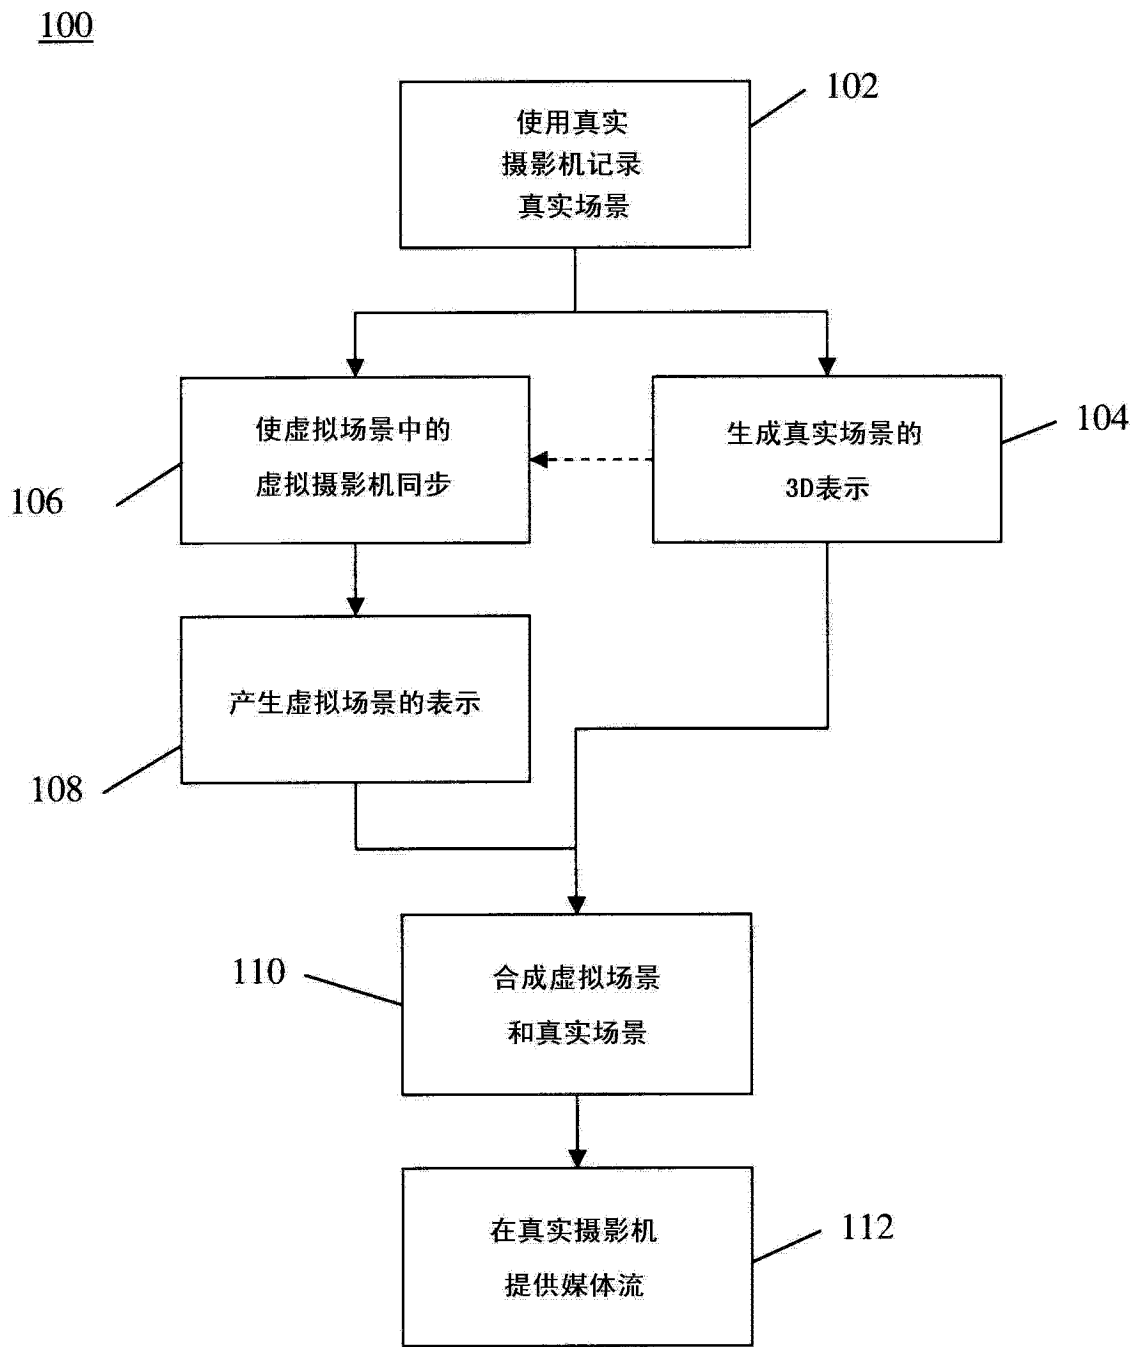 100
102
使用真实
摄影机记录
真实场景
使虚拟场景中的
虚拟摄影机同步
106
生成真实场景的
3D表示
104
产生虚拟场景的表示
108
110
合成虚拟场景
和真实场景
在真实摄影机
提供媒体流
112